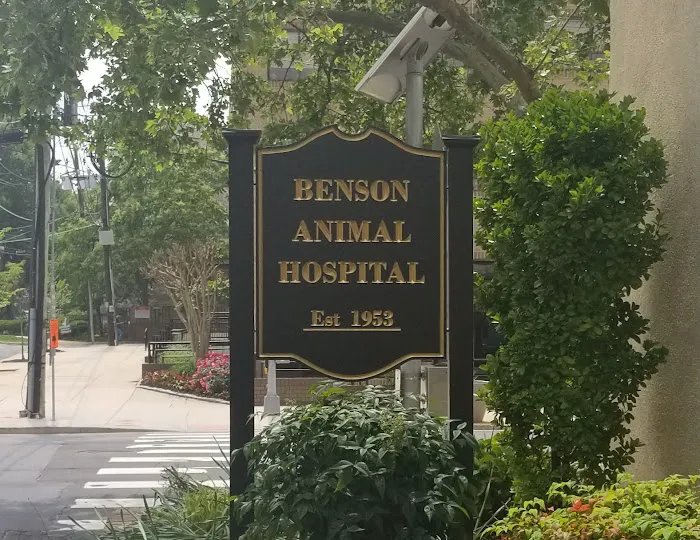 BENSON
ANIMAL
HOSPITAL
Est 1953